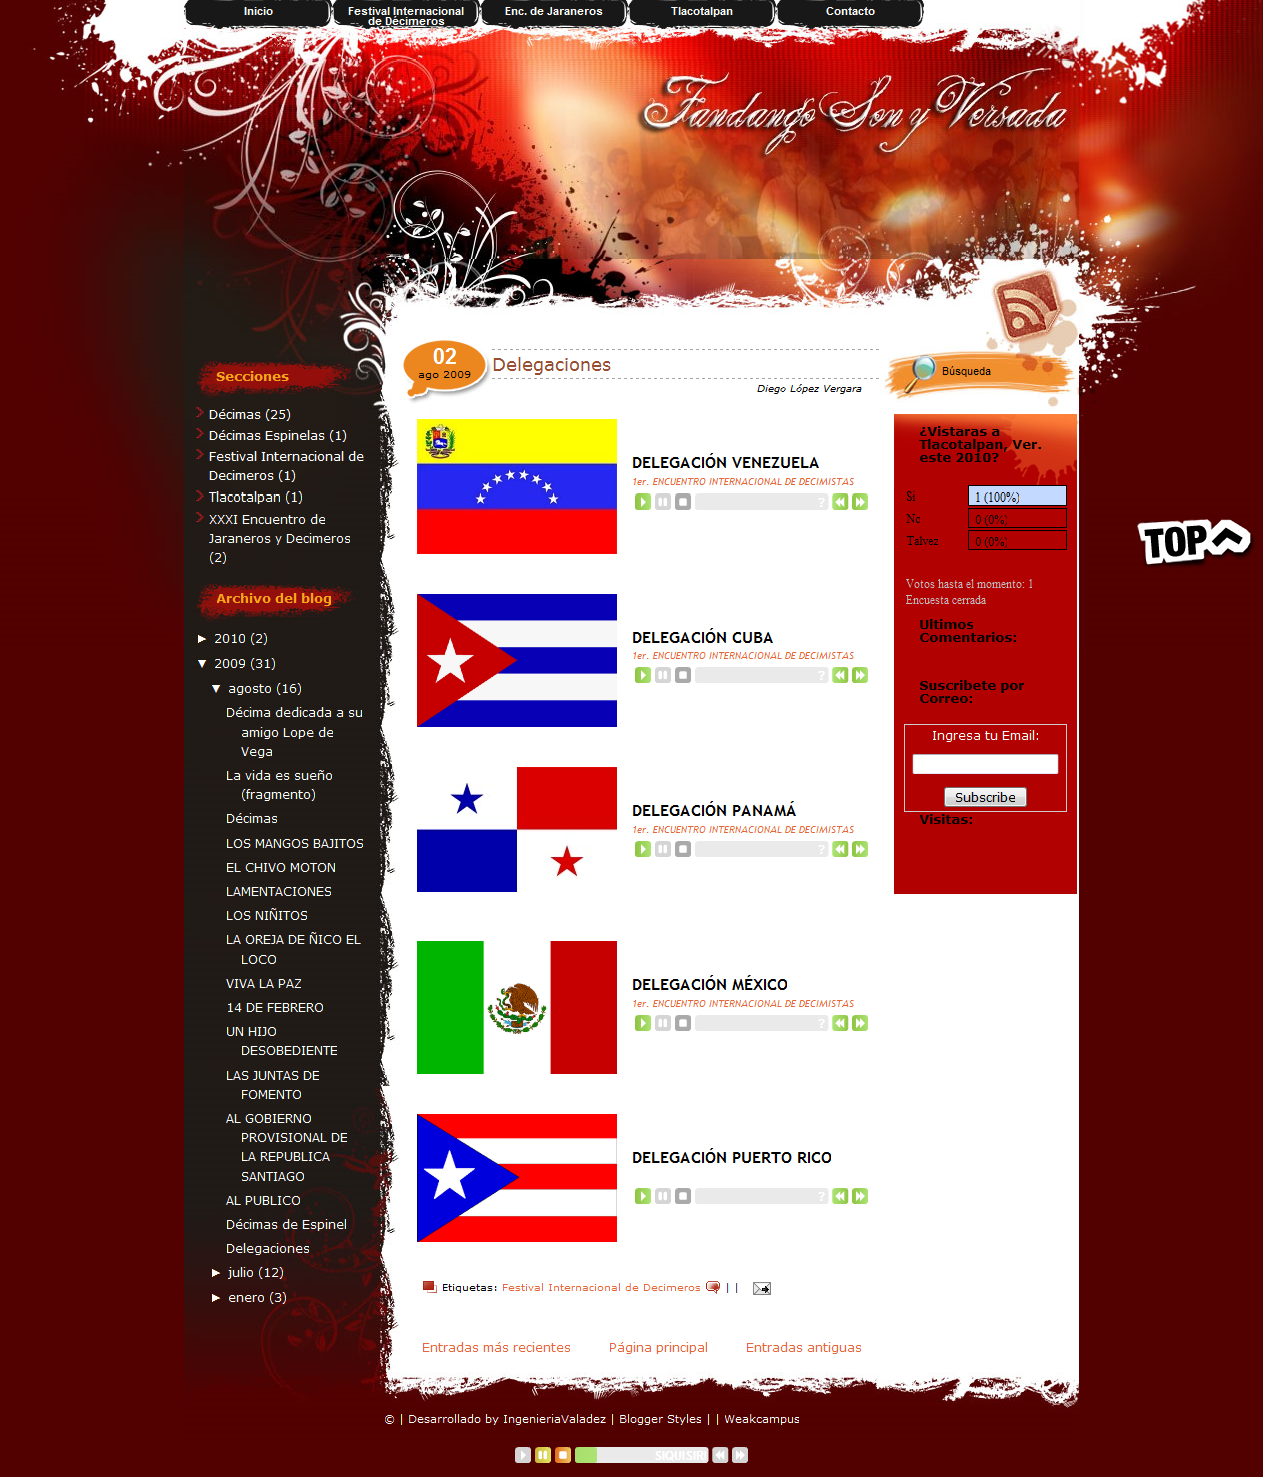 Inicio
Festival Internacional de Décimeros
Enc. de Jaraneros
Tlacotalpan
Contacto
Fandango Son y Versada
02
ago 2009
Delegaciones
Diego López Vergara
Búsqueda
Secciones
Décimas (25)
Décimas Espinelas (1)
Festival Internacional de
Decimeros (1)
Tlacotalpan (1)
XXXI Encuentro de
Jaraneros y Decimeros
(2)
Archivo del blog
► 2010 (2)
▼ 2009 (31)
▼ agosto (16)
Décima dedicada a su
amigo Lope de
Vega
La vida es sueño
(fragmento)
Décimas
LOS MANGOS BAJITOS
EL CHIVO MOTON
LAMENTACIONES
LOS NIÑITOS
LA OREJA DE ÑICO EL
LOCO
VIVA LA PAZ
14 DE FEBRERO
UN HIJO
DESOBEDIENTE
LAS JUNTAS DE
FOMENTO
AL GOBIERNO
PROVISIONAL DE
LA REPUBLICA
SANTIAGO
AL PUBLICO
Décimas de Espinel
Delegaciones
► julio (12)
► enero (3)
DELEGACIÓN VENEZUELA
1er. ENCUENTRO INTERNACIONAL DE DECIMISTAS
?
DELEGACIÓN CUBA
1er. ENCUENTRO INTERNACIONAL DE DECIMISTAS
?
DELEGACIÓN PANAMÁ
1er. ENCUENTRO INTERNACIONAL DE DECIMISTAS
?
DELEGACIÓN MÉXICO
1er. ENCUENTRO INTERNACIONAL DE DECIMISTAS
?
DELEGACIÓN PUERTO RICO
?
Etiquetas: Festival Internacional de Decimeros | |
Entradas más recientes
Página principal
Entradas antiguas
¿Vistaras a
Tlacotalpan, Ver.
este 2010?
Si 1 (100%)
No 0 (0%)
Talvez 0 (0%)
Votos hasta el momento: 1
Encuesta cerrada
Ultimos
Comentarios:
Suscribete por
Correo:
Ingresa tu Email:
Subscribe
Visitas:
TOP
© | Desarrollado by IngenieriaValadez | Blogger Styles | | Weakcampus
SIQUISIRI